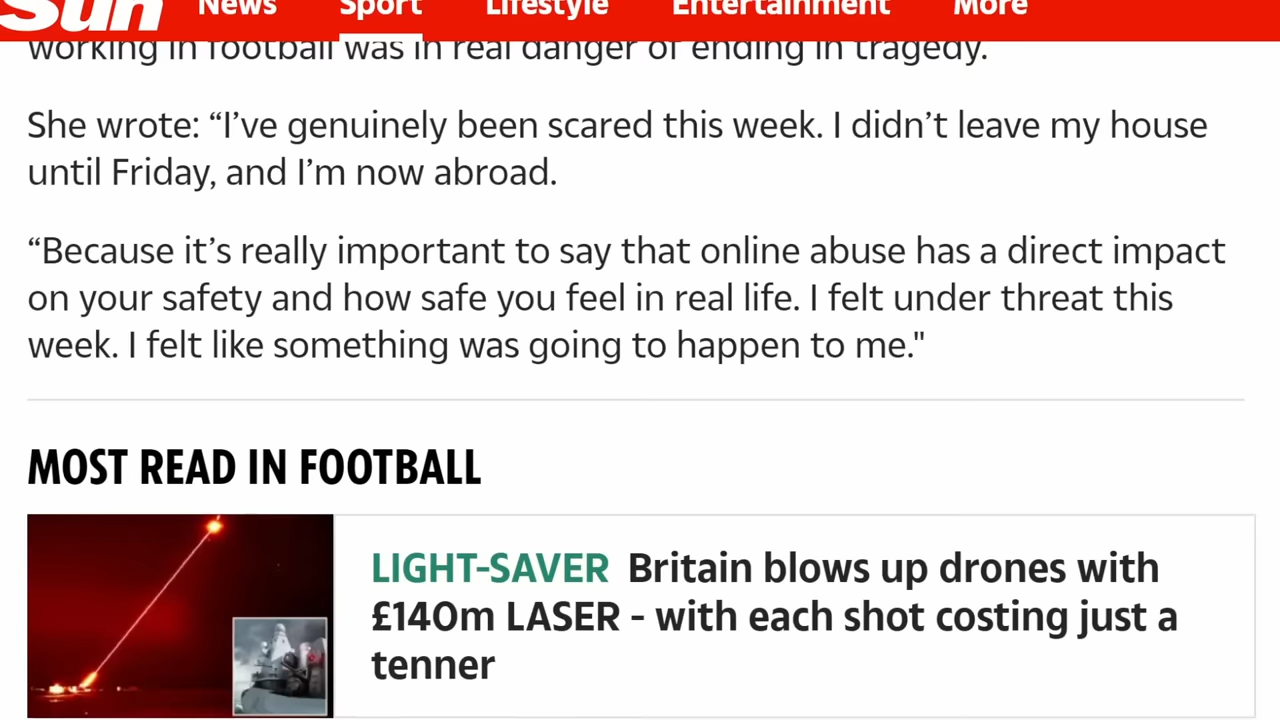 Sun News Sport Lifestyle Entertainment More
working in football was in real danger of ending in tragedy.
She wrote: “I’ve genuinely been scared this week. I didn’t leave my house
until Friday, and I’m now abroad.
“Because it’s really important to say that online abuse has a direct impact
on your safety and how safe you feel in real life. I felt under threat this
week. I felt like something was going to happen to me."
MOST READ IN FOOTBALL
LIGHT-SAVER Britain blows up drones with
£140m LASER - with each shot costing just a
tenner